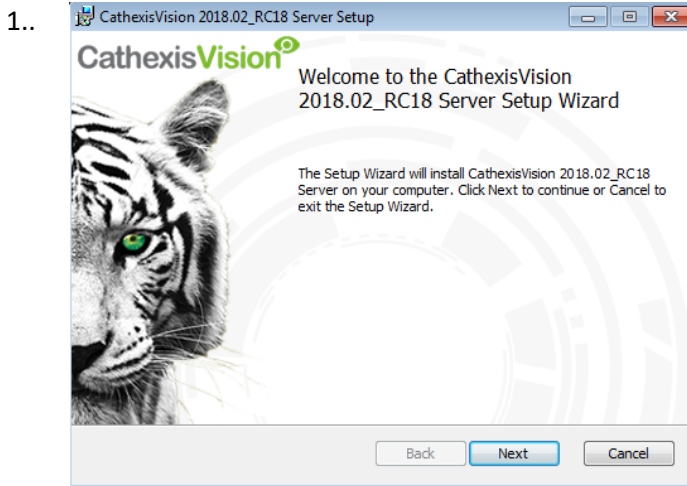 1..
CathexisVision 2018.02_RC18 Server Setup
CathexisVision
Welcome to the CathexisVision
2018.02_RC18 Server Setup Wizard
The Setup Wizard will install CathexisVision 2018.02_RC18
Server on your computer. Click Next to continue or Cancel to
exit the Setup Wizard.
Back Next Cancel